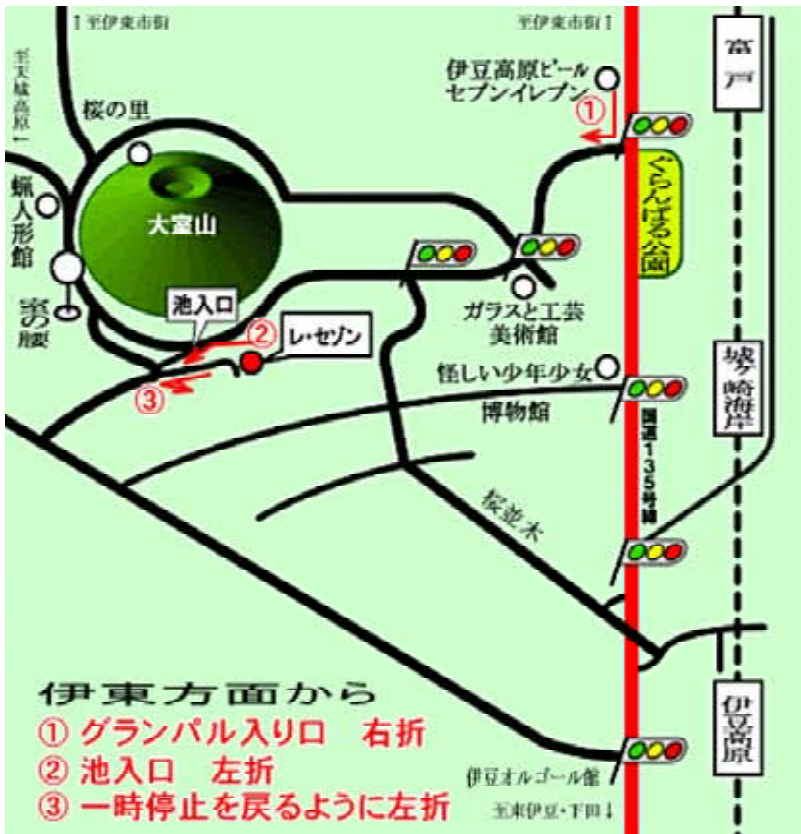 ↑至伊東市街
至伊東市街↑
富戸
至天城高原←
伊豆高原ビール
セブンイレブン
①
桜の里
ぐらんぱる公園
蝋人形館
大室山
室の腰
池入口
②
レ・セゾン
③
ガラスと工芸
美術館
怪しい少年少女
博物館
城ヶ崎海岸
国道135号線
桜並木
伊東方面から
① グランパル入り口 右折
② 池入口 左折
③ 一時停止を戻るように左折
伊豆高原
伊豆オルゴール館
至東伊豆・下田↓